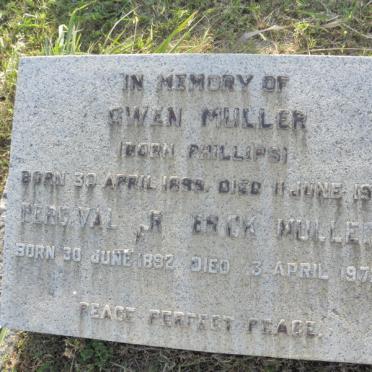 IN MEMORY OF
GWEN MULLER
(BORN PHILLIPS)
BORN 30 APRIL 1899. DIED 11 JUNE 19
PERCIVAL MULLE
BORN 30 JUNE 1892 DIED 3 APRIL 197
PEACE PERFECT PEACE.